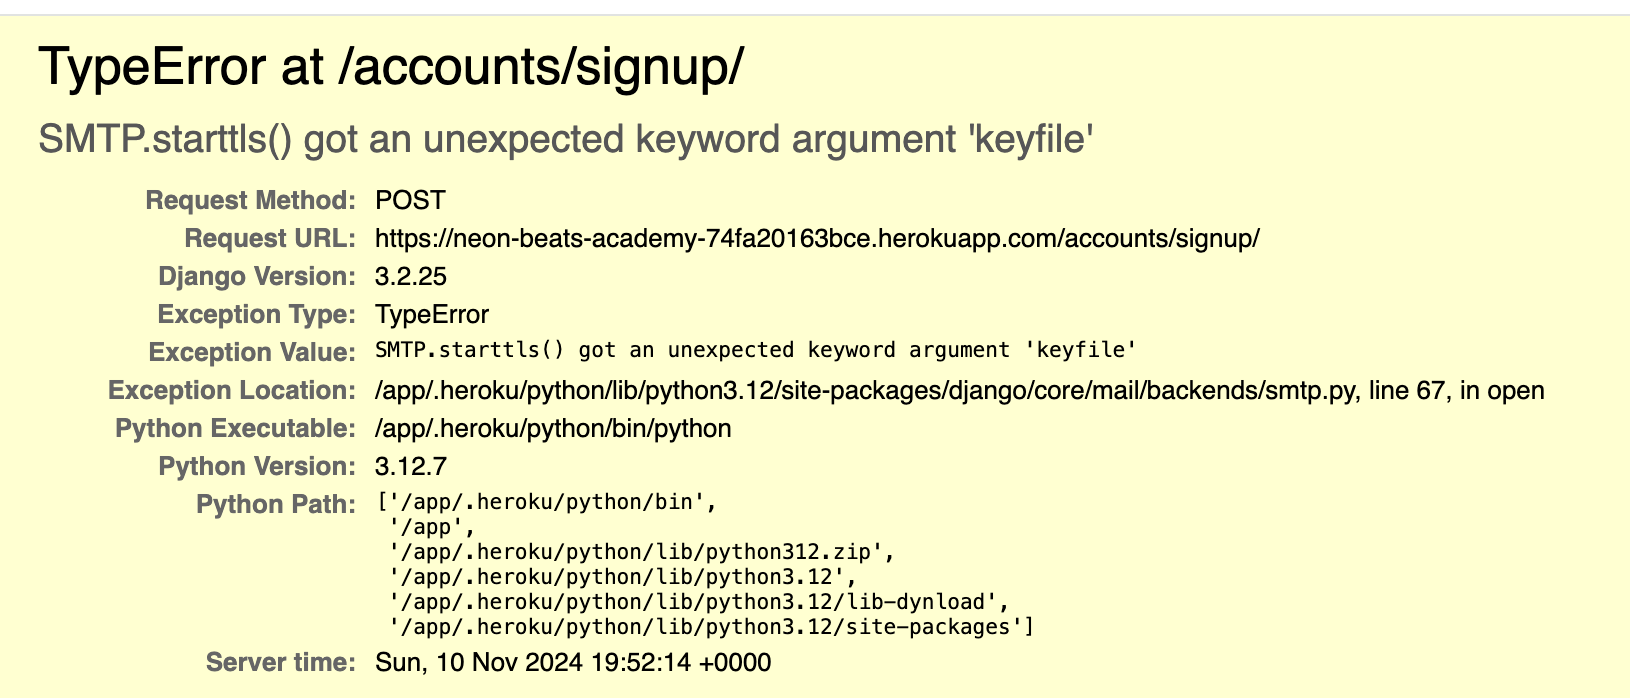 TypeError at /accounts/signup/
SMTP.starttls() got an unexpected keyword argument 'keyfile'
Request Method: POST
Request URL: https://neon-beats-academy-74fa20163bce.herokuapp.com/accounts/signup/
Django Version: 3.2.25
Exception Type: TypeError
Exception Value: SMTP.starttls() got an unexpected keyword argument 'keyfile'
Exception Location: /app/.heroku/python/lib/python3.12/site-packages/django/core/mail/backends/smtp.py, line 67, in open
Python Executable: /app/.heroku/python/bin/python
Python Version: 3.12.7
Python Path: ['/app/.heroku/python/bin',
'/app',
'/app/.heroku/python/lib/python312.zip',
'/app/.heroku/python/lib/python3.12',
'/app/.heroku/python/lib/python3.12/lib-dynload',
'/app/.heroku/python/lib/python3.12/site-packages']
Server time: Sun, 10 Nov 2024 19:52:14 +0000